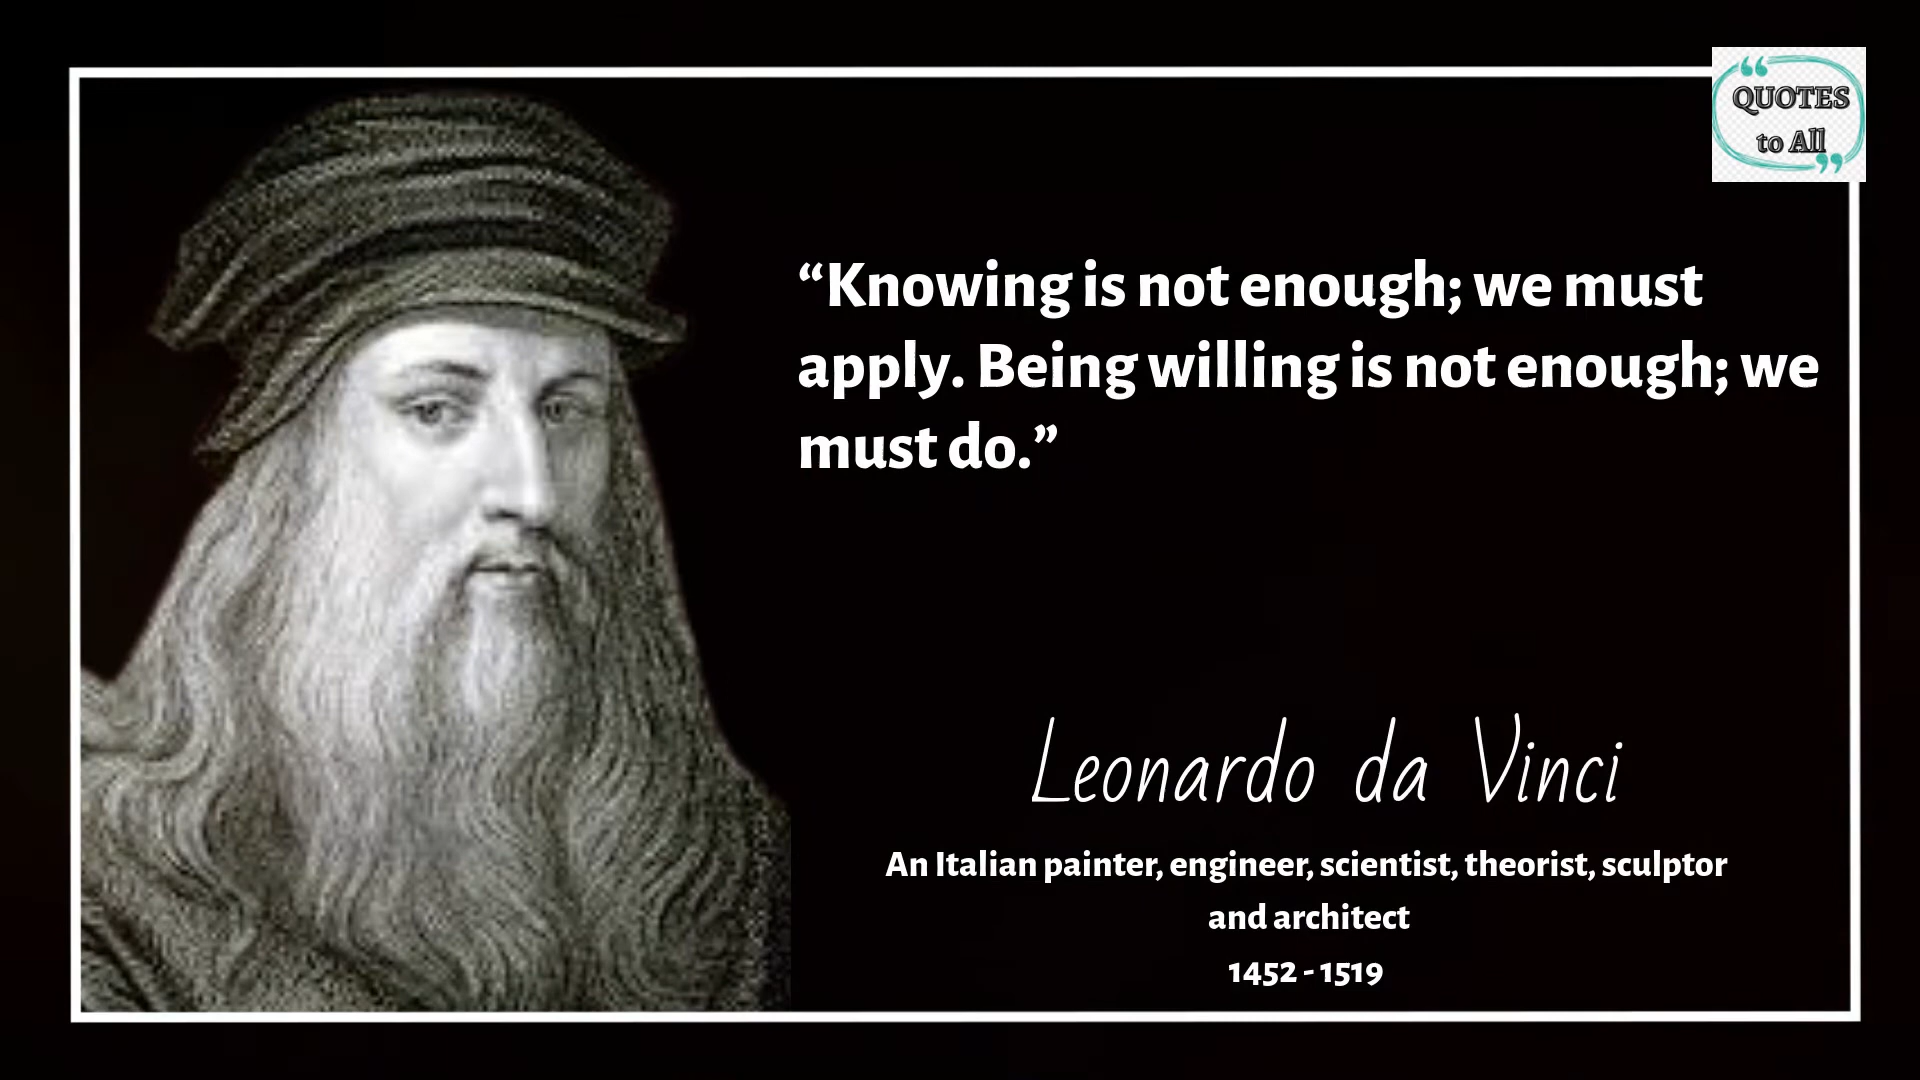 QUOTES
to All
“Knowing is not enough; we must
apply. Being willing is not enough; we
must do.”
Leonardo da Vinci
An Italian painter, engineer, scientist, theorist, sculptor
and architect
1452 - 1519